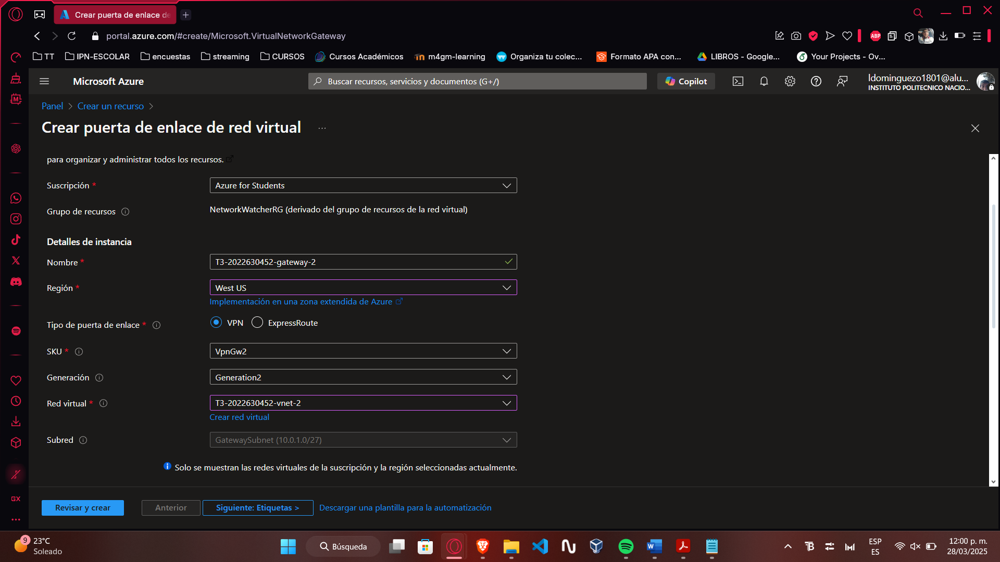 Crear puerta de enlace de
portal.azure.com/#create/Microsoft.VirtualNetworkGateway
ABP
TT
IPN-ESCOLAR
encuestas
streaming
CURSOS
Cursos Académicos
m4gm-learning
Organiza tu colec...
Formato APA con...
LIBROS - Google...
Your Projects - Ov...
Microsoft Azure
Buscar recursos, servicios y documentos (G+/)
Copilot
ldominguezo1801@alu...
INSTITUTO POLITECNICO NACIO...
Panel > Crear un recurso >
Crear puerta de enlace de red virtual ...
para organizar y administrar todos los recursos.
Suscripción *
Azure for Students
Grupo de recursos
NetworkWatcherRG (derivado del grupo de recursos de la red virtual)
Detalles de instancia
Nombre *
T3-2022630452-gateway-2
Región *
West US
Implementación en una zona extendida de Azure
Tipo de puerta de enlace *
VPN
ExpressRoute
SKU *
VpnGw2
Generación
Generation2
Red virtual *
T3-2022630452-vnet-2
Crear red virtual
Subred
GatewaySubnet (10.0.1.0/27)
Solo se muestran las redes virtuales de la suscripción y la región seleccionadas actualmente.
Revisar y crear
Anterior
Siguiente: Etiquetas >
Descargar una plantilla para la automatización
GX
9
23°C
Soleado
Búsqueda
ESP
ES
12:00 p. m.
28/03/2025